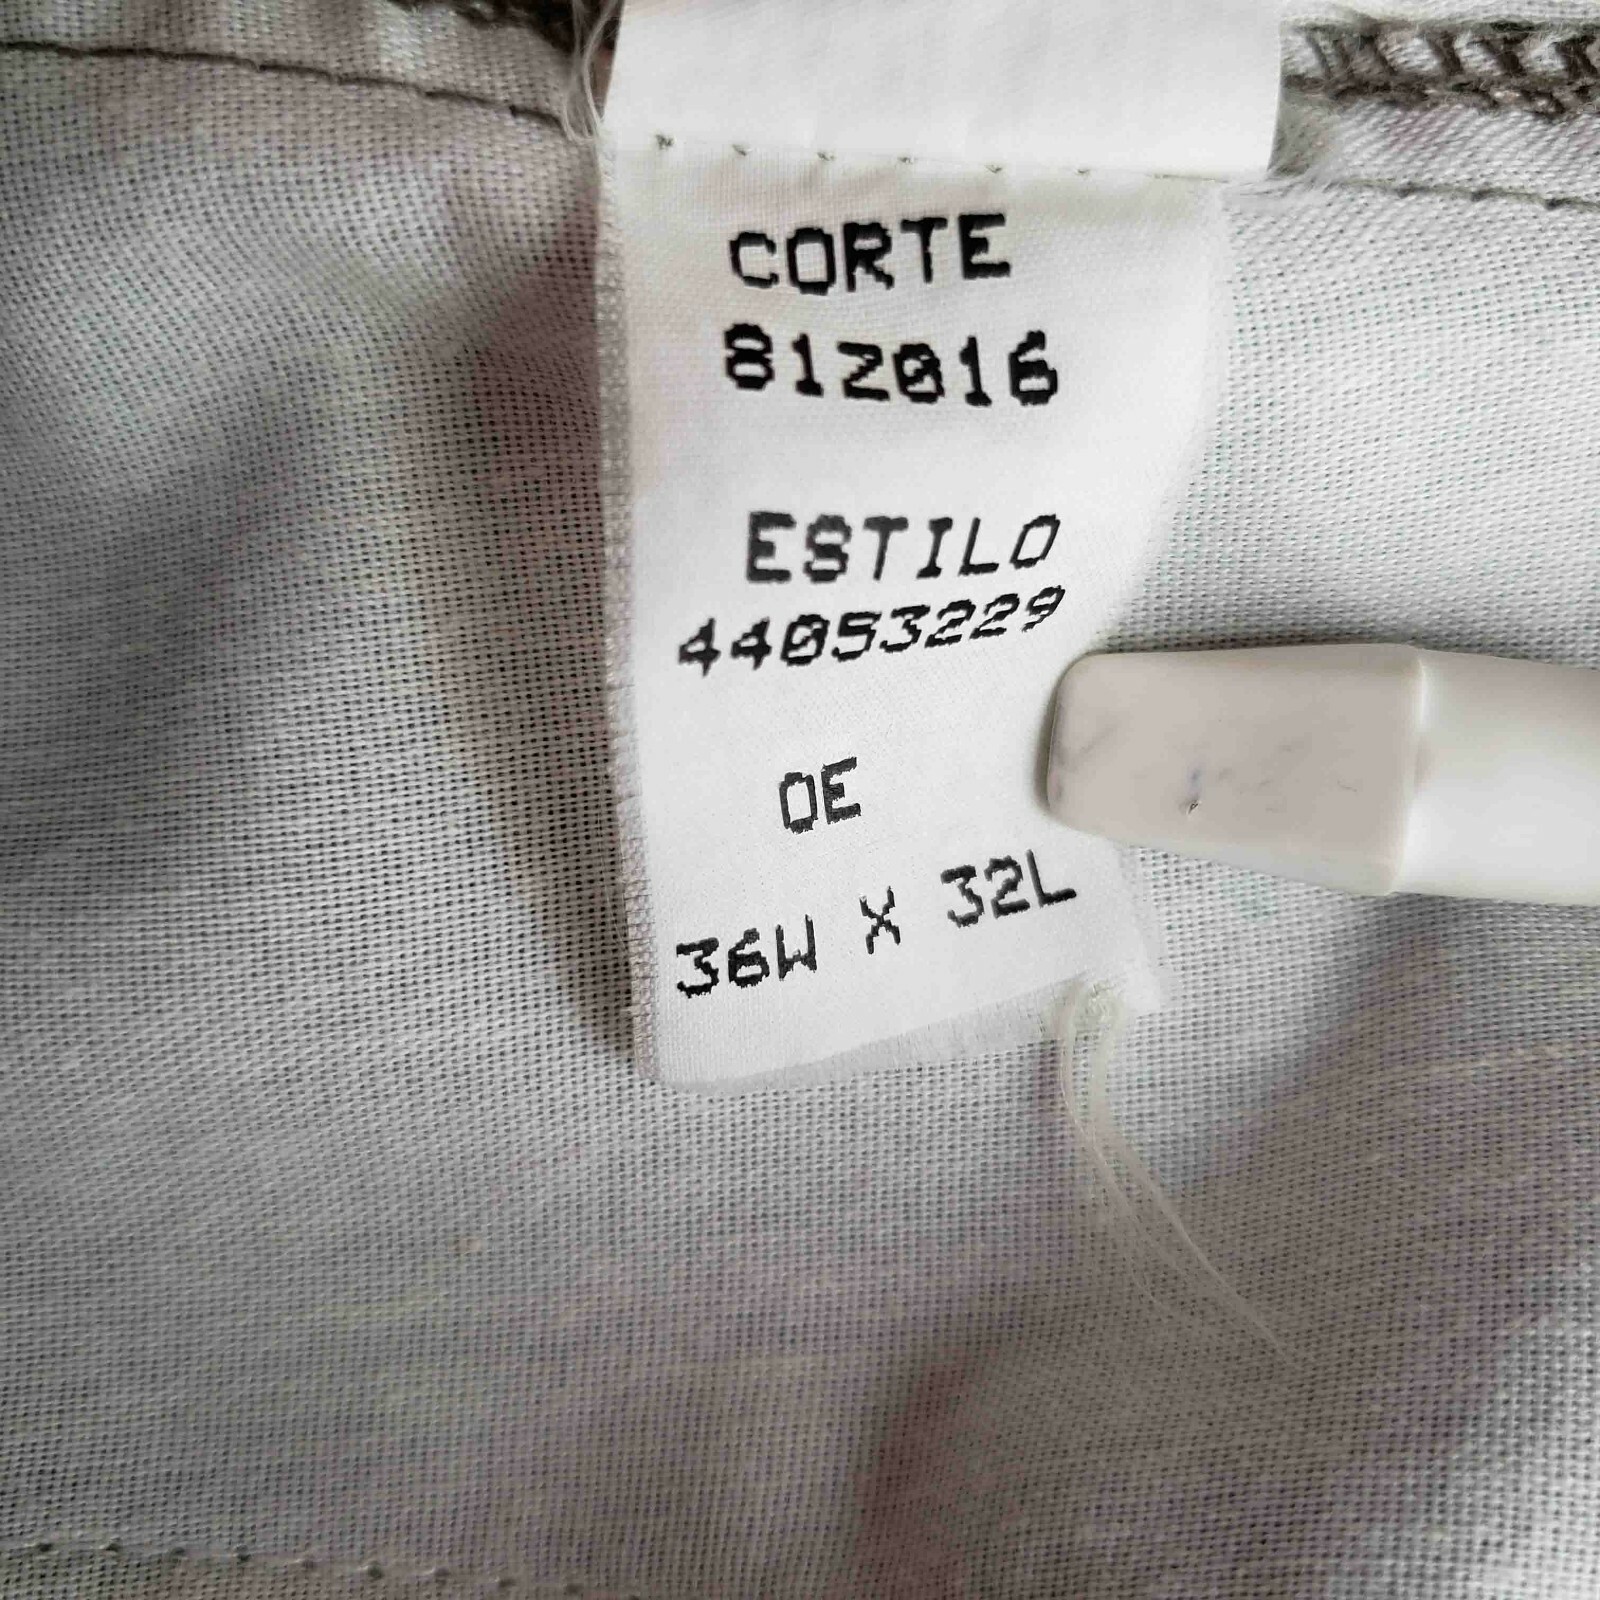 CORTE
812016
ESTILO
44053229
OE
36W X 32L